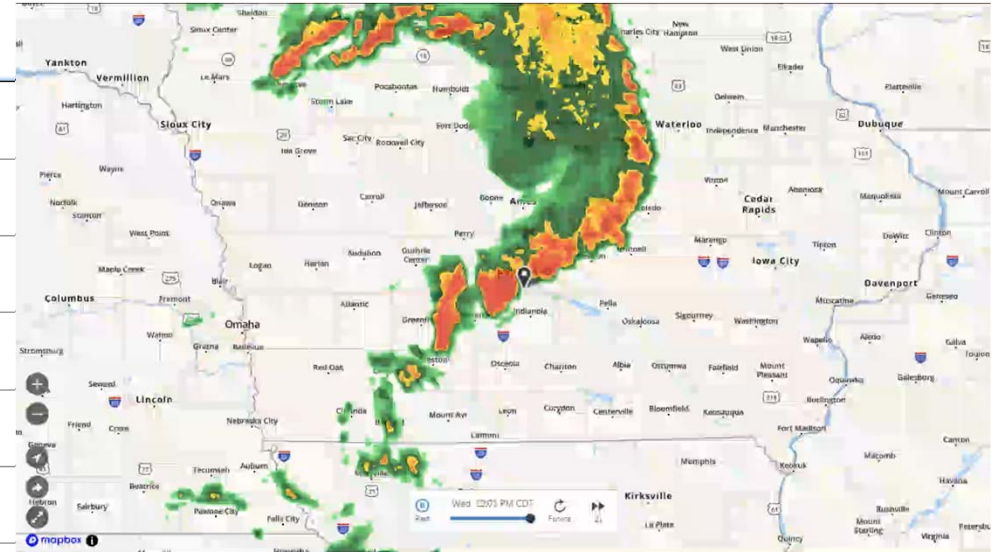 Sheldon
Sioux Center
New
Hampton
Yankton
Vermillion
West Union
Elkader
Le Mars
Pocahontas
Humboldt
Storm Lake
Hartington
Oelwein
Platteville
Sioux City
Fort Dodge
Waterloo
Independence
Manchester
Dubuque
Sac City
Rockwell City
Ida Grove
Wayne
Pierce
Vinton
Anamosa
Maquoketa
Mount Carroll
Norfolk
Stanton
Onawa
Denison
Carroll
Jefferson
Boone
Ames
Toledo
Cedar
Rapids
West Point
Perry
Marengo
Tipton
DeWitt
Clinton
Guthrie
Center
Audubon
Harlan
Logan
Iowa City
Maple Creek
275
Blair
Columbus
Fremont
Atlantic
Pella
Muscatine
Davenport
Geneseo
Omaha
Indianola
Oskaloosa
Sigourney
Washington
Wahoo
Gretna
Bellevue
Stromsburg
Wapello
Aledo
Galva
Red Oak
Osceola
Chariton
Albia
Ottumwa
Fairfield
Mount
Pleasant
Oquawka
Galesburg
Seward
Lincoln
Mount Ayr
Leon
Corydon
Centerville
Bloomfield
Keosauqua
Burlington
Friend
Crete
Nebraska City
Lamoni
Fort Madison
Canton
Geneva
Tecumseh
Auburn
Memphis
Keokuk
Macomb
Havana
Beatrice
Hebron
Fairbury
Pawnee City
Falls City
Wed 12:05 PM CDT
Past
Future
Kirksville
La Plata
Rushville
Mount
Sterling
Quincy
Virginia
mapbox